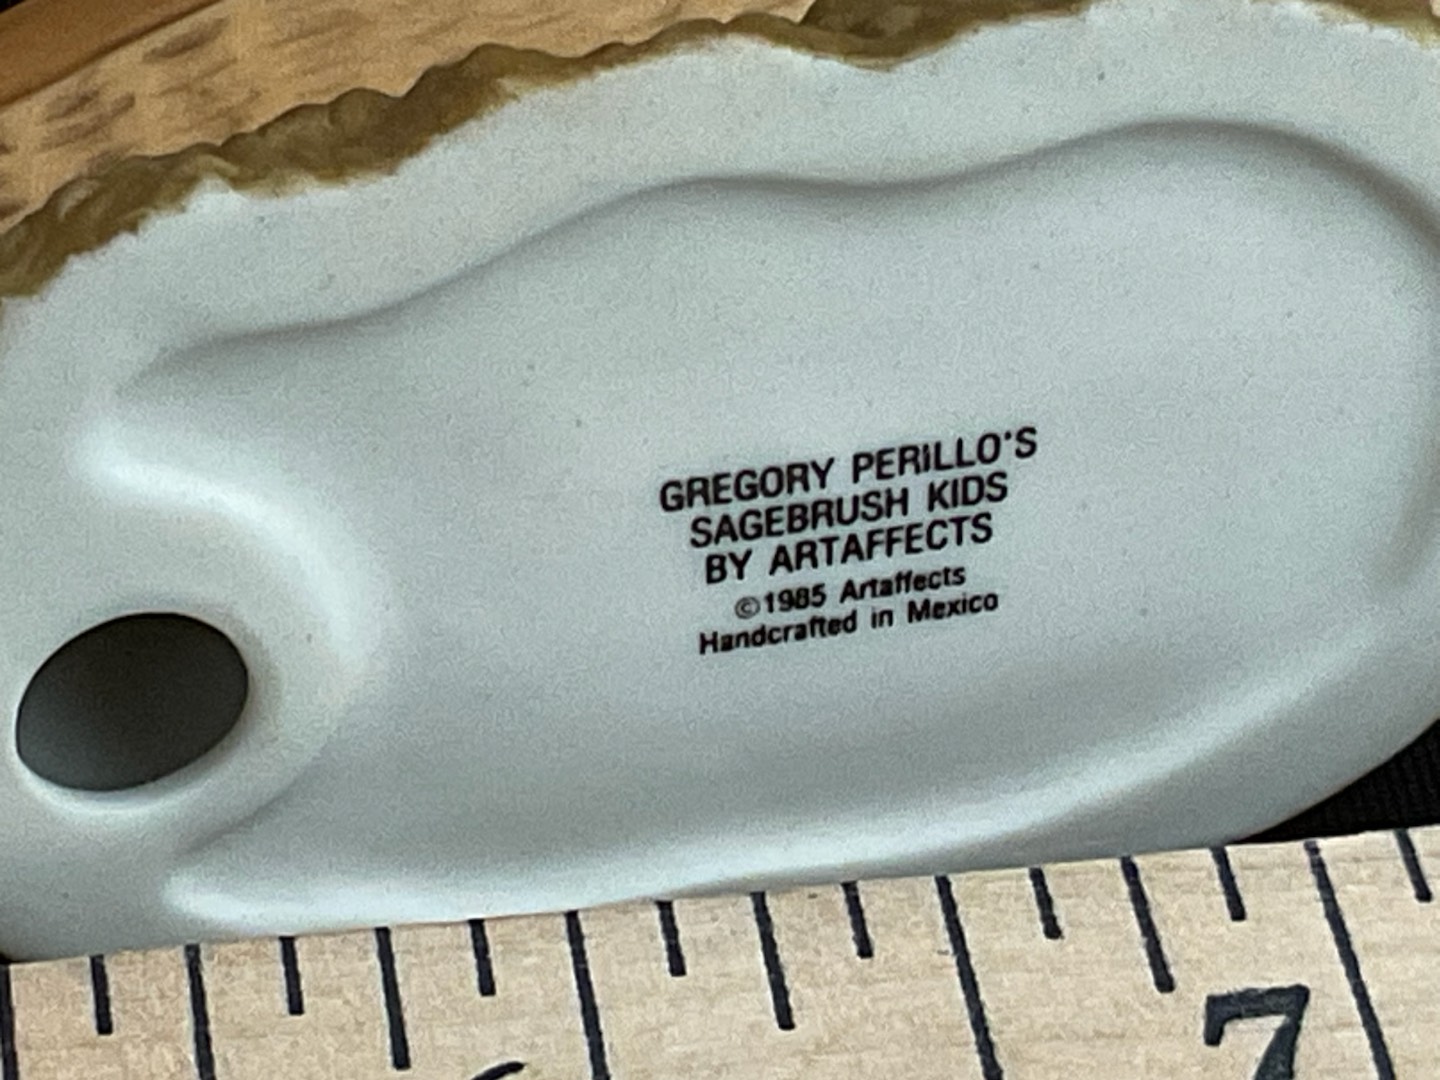 GREGORY PERILLO'S
SAGEBRUSH KIDS
BY ARTAFFECTS
©1985 Artaffects
Handcrafted in Mexico
7